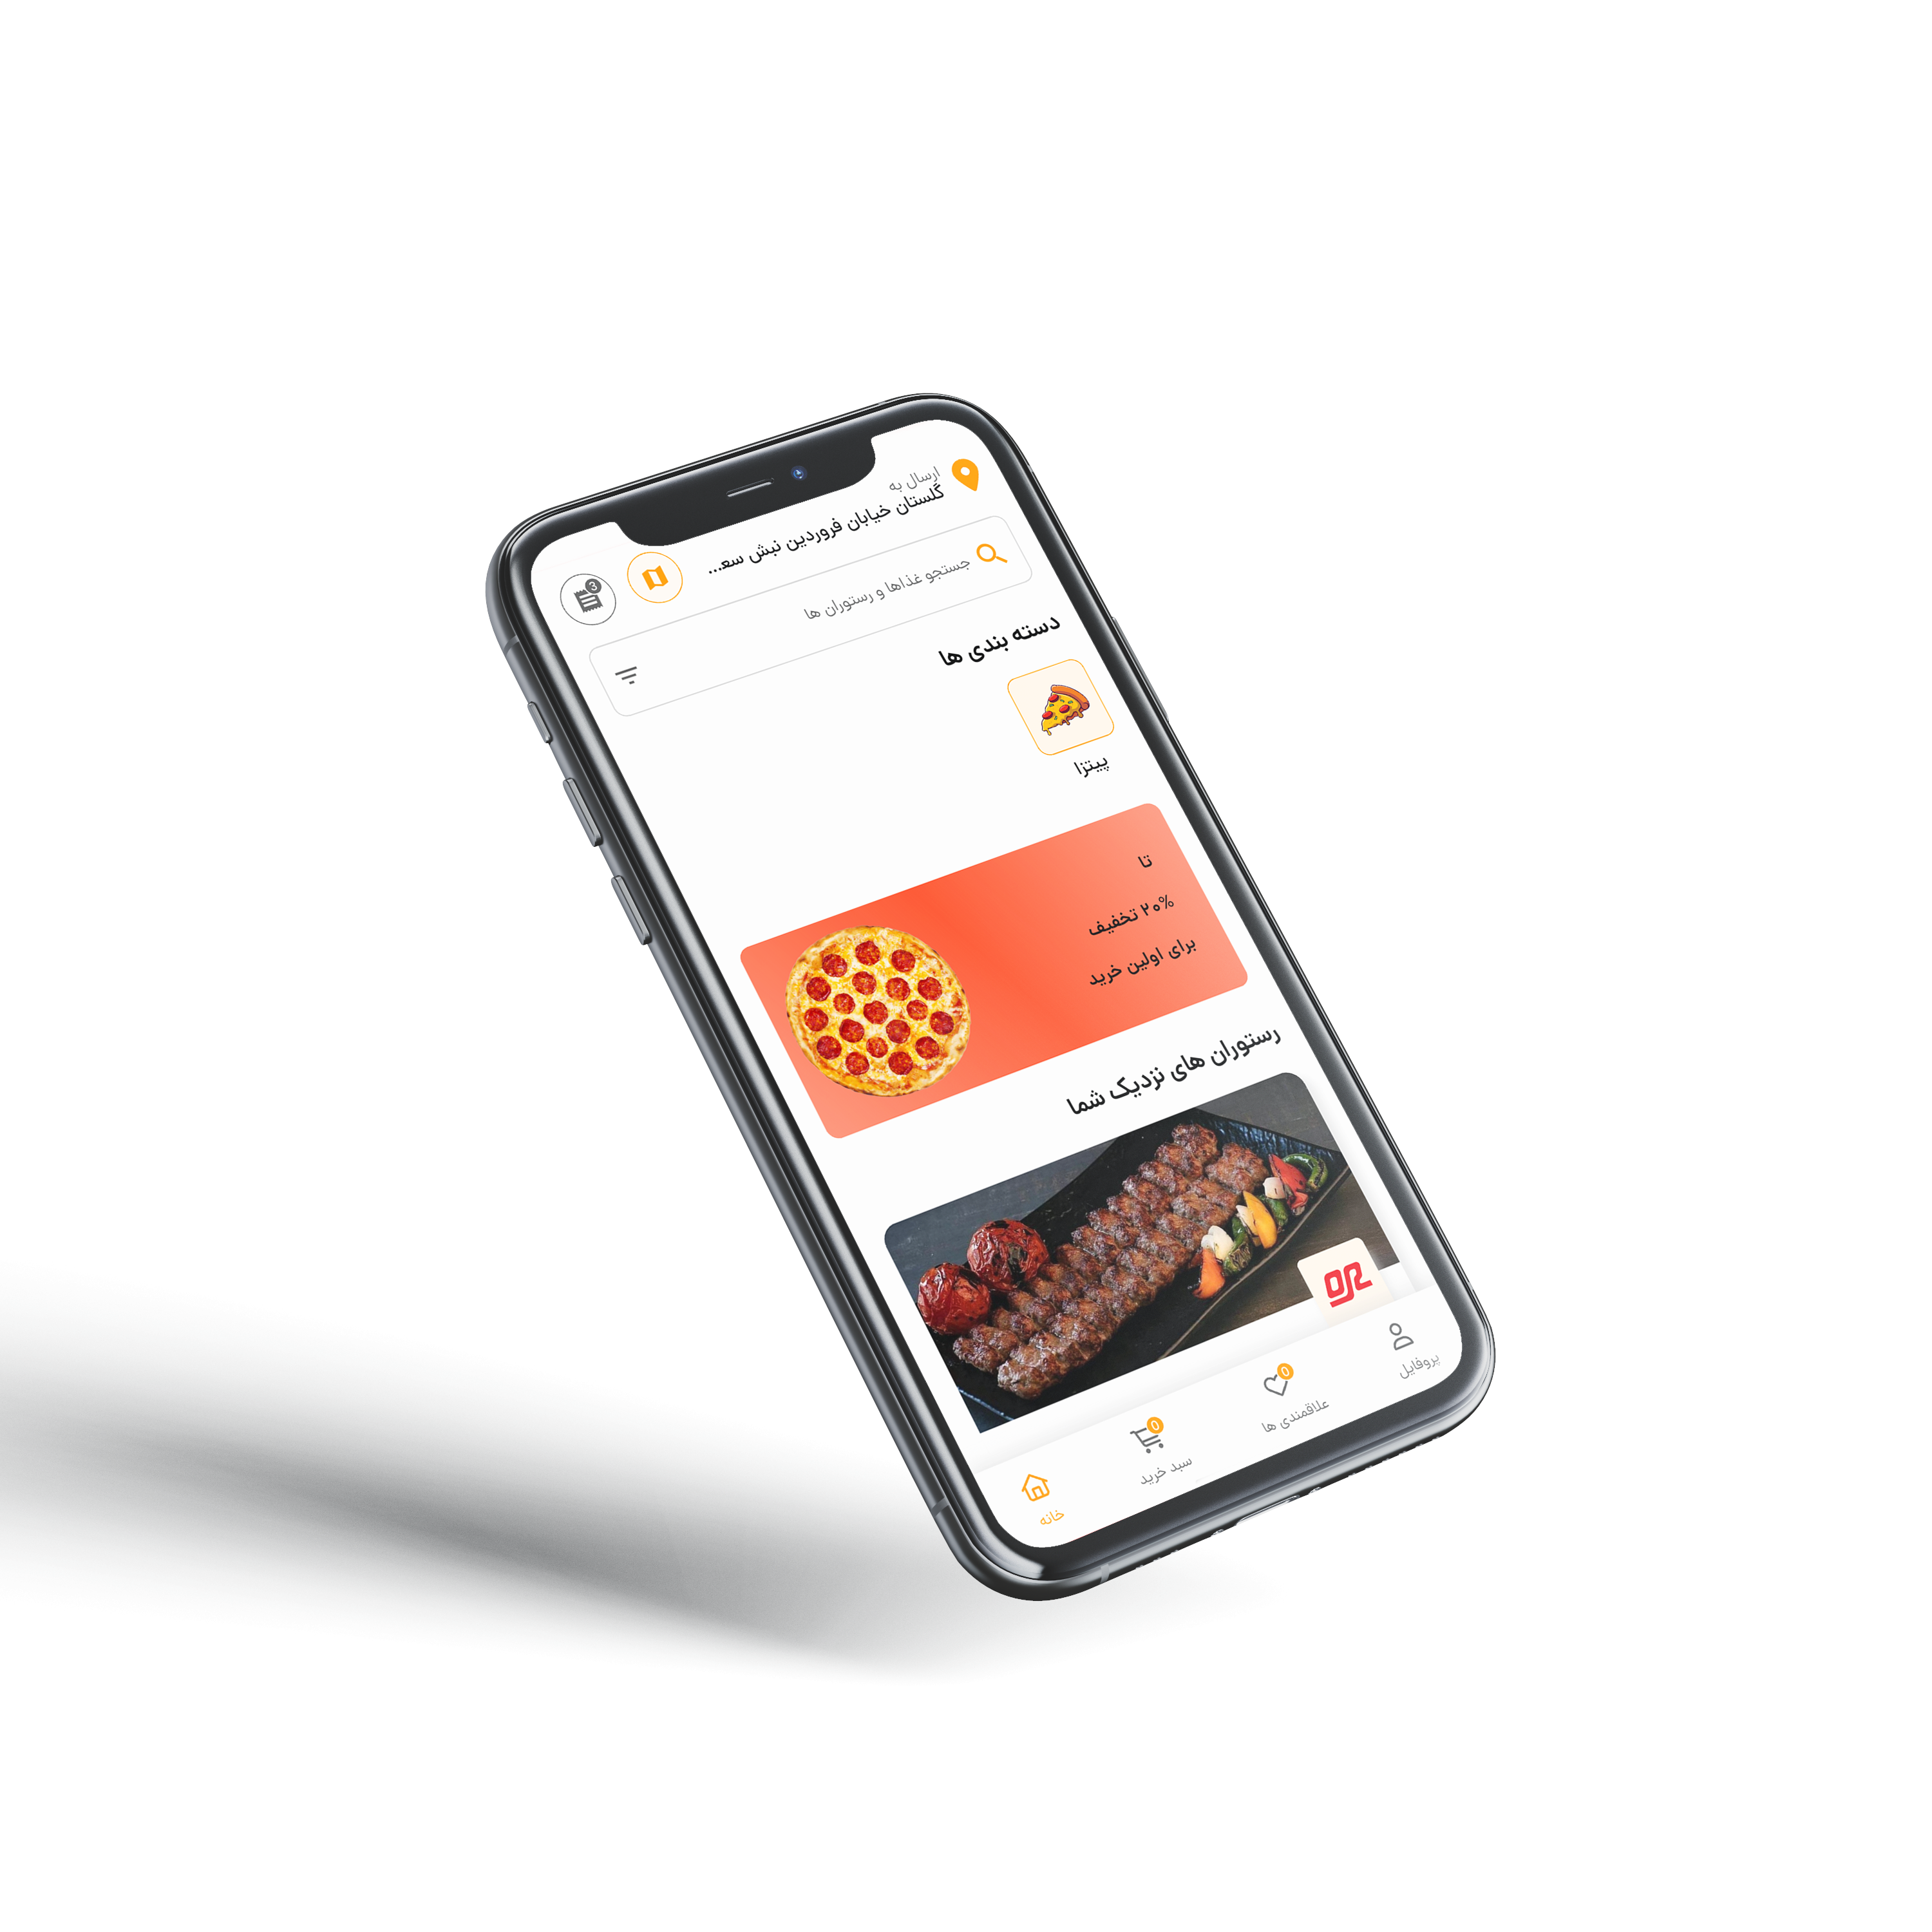 ارسال به
گلستان خیابان فروردین نبش سعـ...
3
جستجو غذاها و رستوران ها
دسته بندی ها
پیتزا
تا
۲۰% تخفیف
برای اولین خرید
رستوران های نزدیک شما
پروفایل
0
علاقمندی ها
0
سبد خرید
خانه